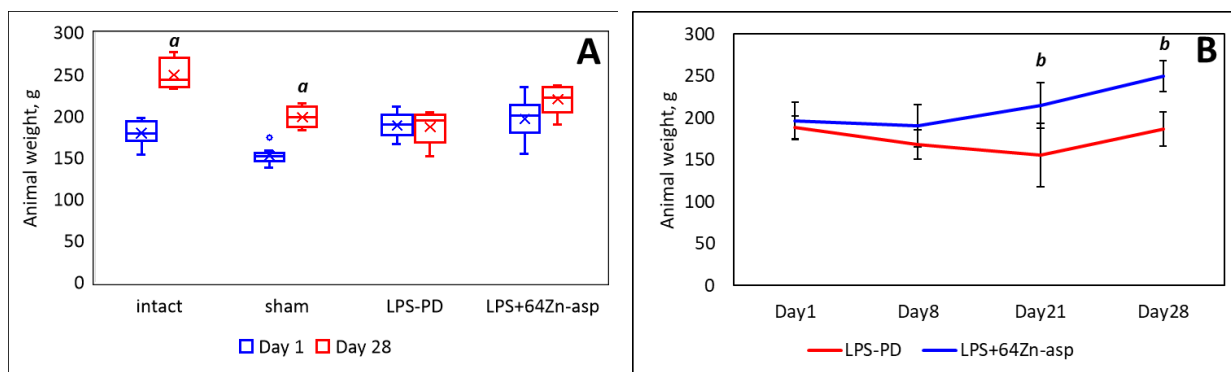 A
Animal weight, g
300
250
200
150
100
50
0
a
a
intact
sham
LPS-PD
LPS+64Zn-asp
Day 1
Day 28
B
Animal weight, g
300
250
200
150
100
50
0
b
b
Day1
Day8
Day21
Day28
LPS-PD
LPS+64Zn-asp